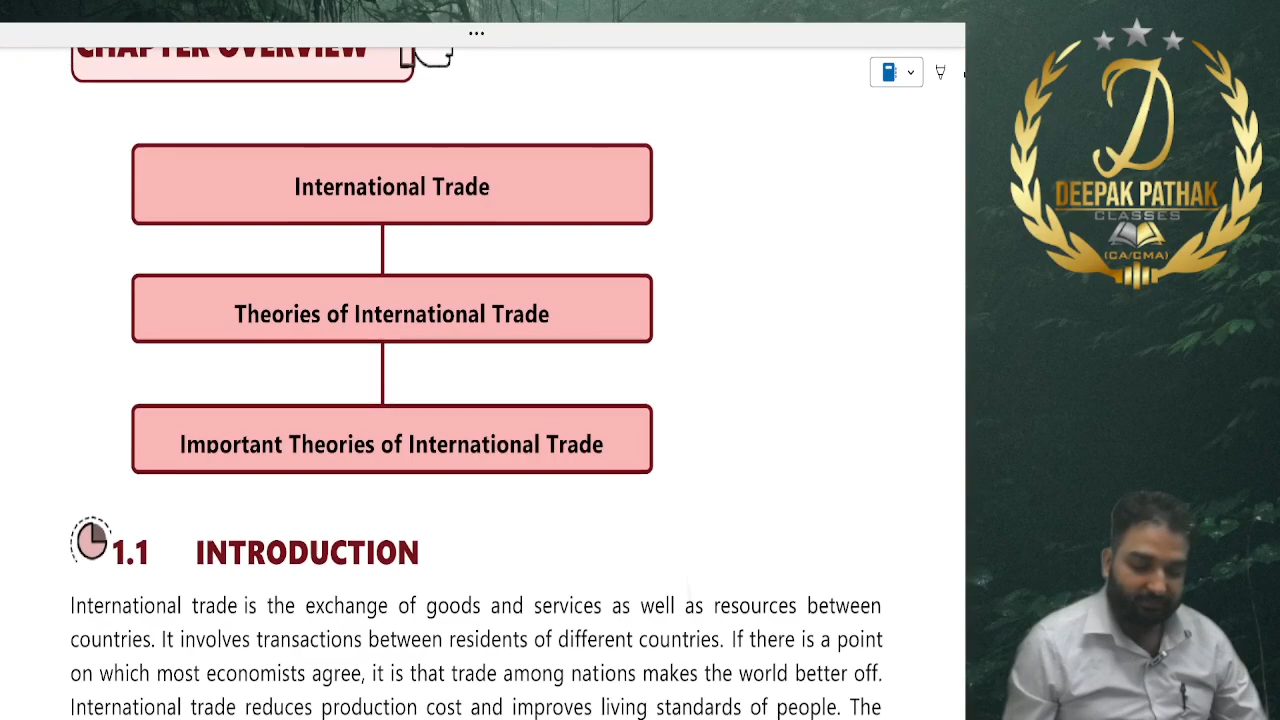 CHAPTER OVERVIEW
International Trade
Theories of International Trade
Important Theories of International Trade
1.1 INTRODUCTION
International trade is the exchange of goods and services as well as resources between
countries. It involves transactions between residents of different countries. If there is a point
on which most economists agree, it is that trade among nations makes the world better off.
International trade reduces production cost and improves living standards of people. The
D
DEEPAK PATHAK
CLASSES
(CA/CMA)